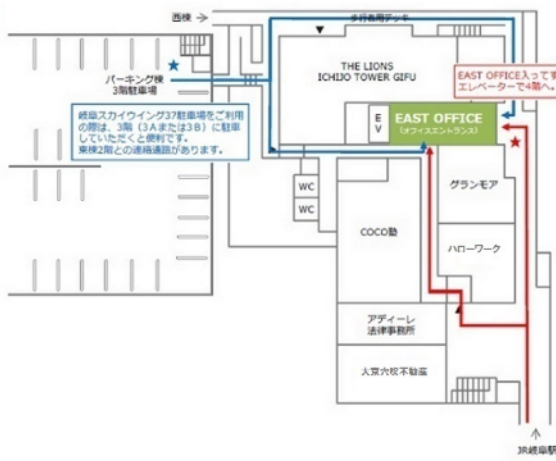 西棟
歩行者用デッキ
パーキング棟
3階駐車場
THE LIONS
ICHIJO TOWER GIFU
EAST OFFICE入ってす
エレベーターで4階へ。
岐阜スカイウイング37駐車場をご利用
の際は、3階（3Aまたは3B）に駐車
していただくと便利です。
東棟2階との連絡通路があります。
E
V
EAST OFFICE
（オフィスエントランス）
グランモア
WC
WC
COCO塾
ハローワーク
アディーレ
法律事務所
大京穴吹不動産
JR岐阜駅